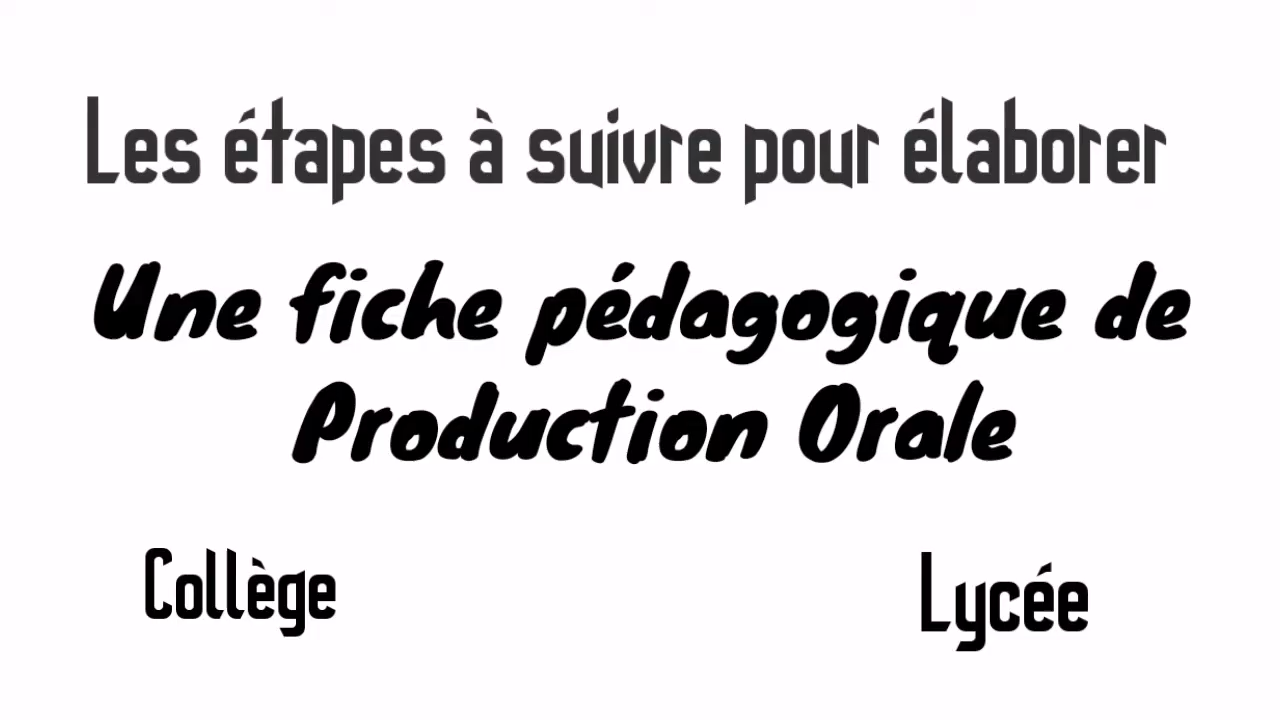 Les étapes à suivre pour élaborer
Une fiche pédagogique de
Production Orale
Collège
Lycée